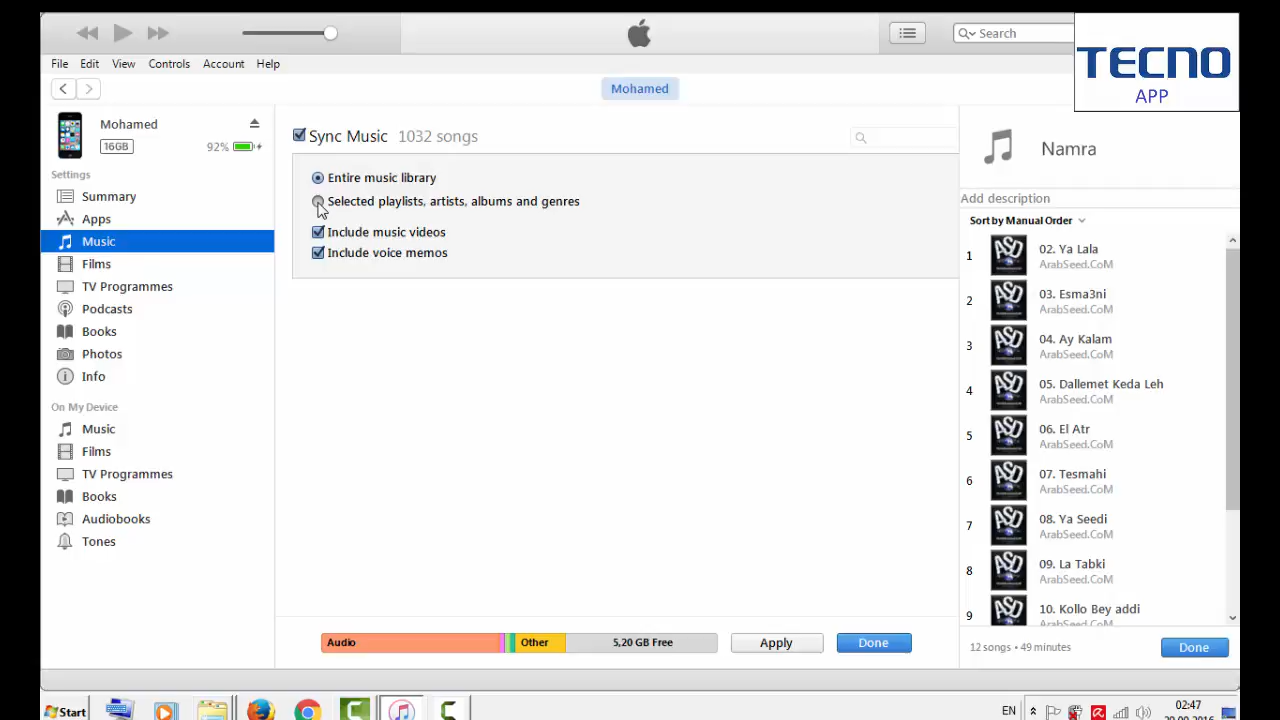 Search
TECNO
APP
File Edit View Controls Account Help
Mohamed
Mohamed
16GB
92%
Settings
Summary
Apps
Music
Films
TV Programmes
Podcasts
Books
Photos
Info
On My Device
Music
Films
TV Programmes
Books
Audiobooks
Tones
Sync Music 1032 songs
Entire music library
Selected playlists, artists, albums and genres
Include music videos
Include voice memos
Audio
Other
5,20 GB Free
Apply
Done
Namra
Add description
Sort by Manual Order
1
02. Ya Lala
ArabSeed.CoM
2
03. Esma3ni
ArabSeed.CoM
3
04. Ay Kalam
ArabSeed.CoM
4
05. Dallemet Keda Leh
ArabSeed.CoM
5
06. El Atr
ArabSeed.CoM
6
07. Tesmahi
ArabSeed.CoM
7
08. Ya Seedi
ArabSeed.CoM
8
09. La Tabki
ArabSeed.CoM
9
10. Kollo Bey addi
ArabSeed.CoM
12 songs • 49 minutes
Done
Start
EN
02:47